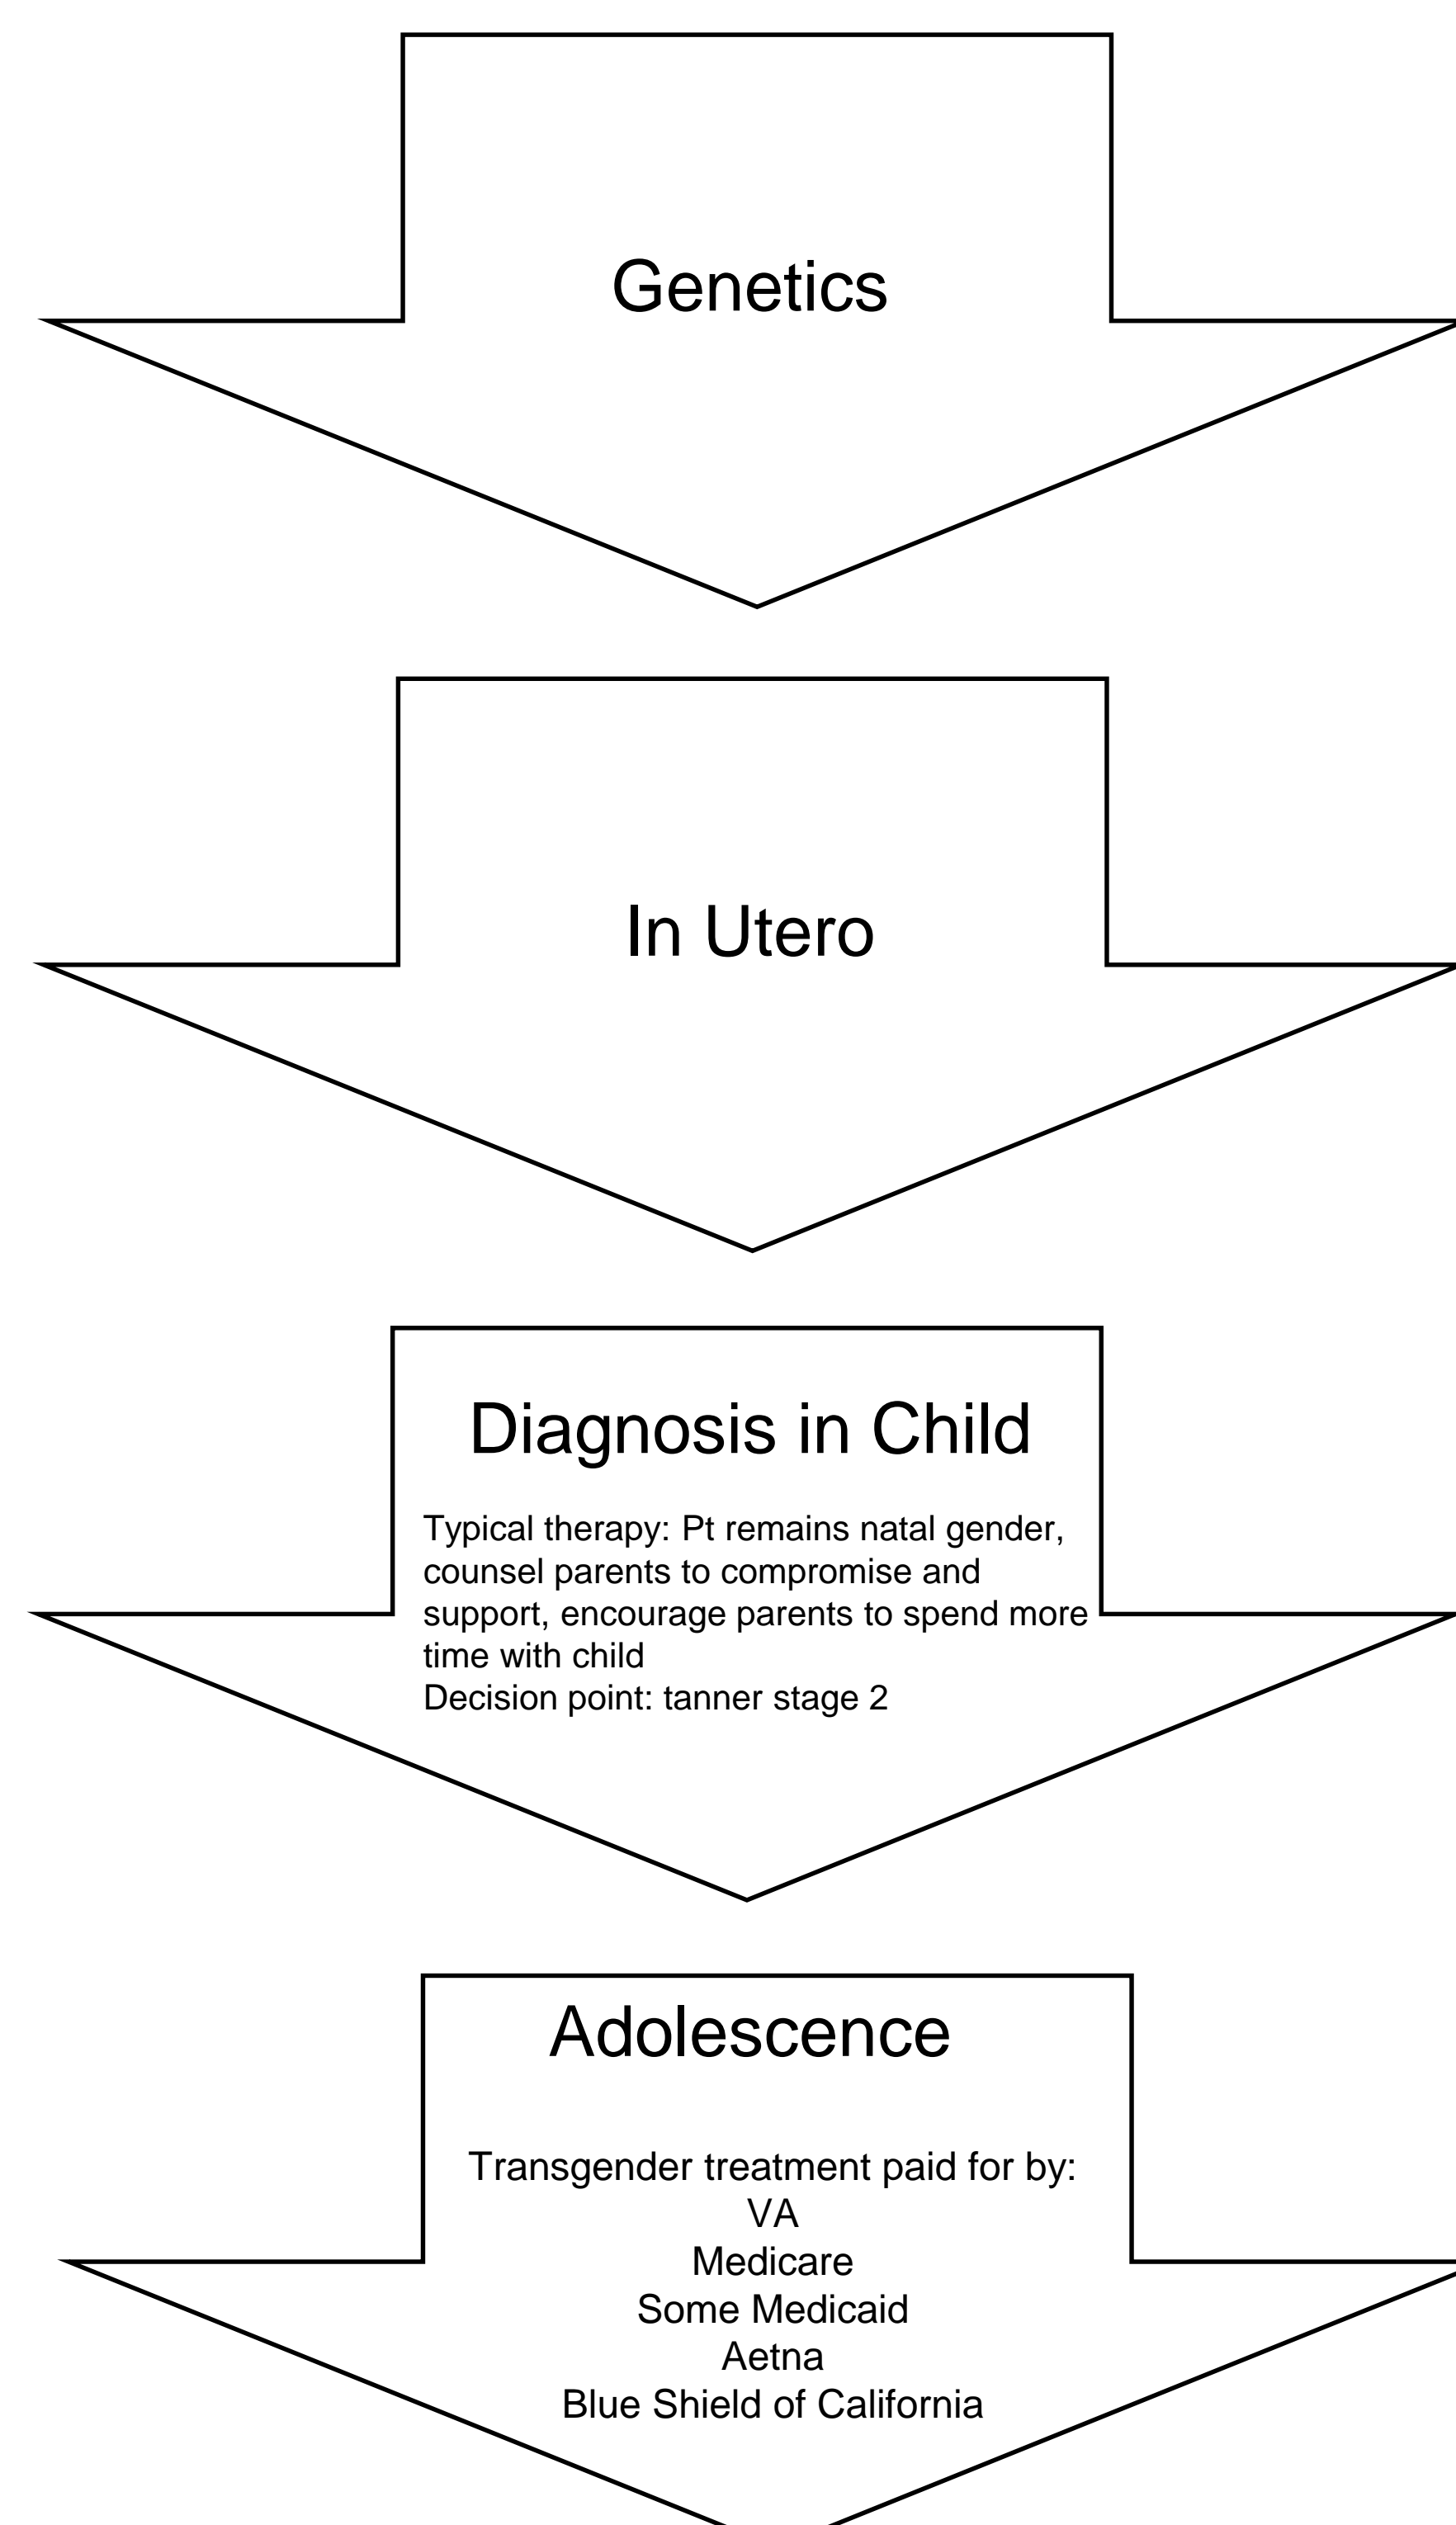 Genetics
In Utero
Diagnosis in Child
Typical therapy: Pt remains natal gender,
counsel parents to compromise and
support, encourage parents to spend more
time with child
Decision point: tanner stage 2
Adolescence
Transgender treatment paid for by:
VA
Medicare
Some Medicaid
Aetna
Blue Shield of California